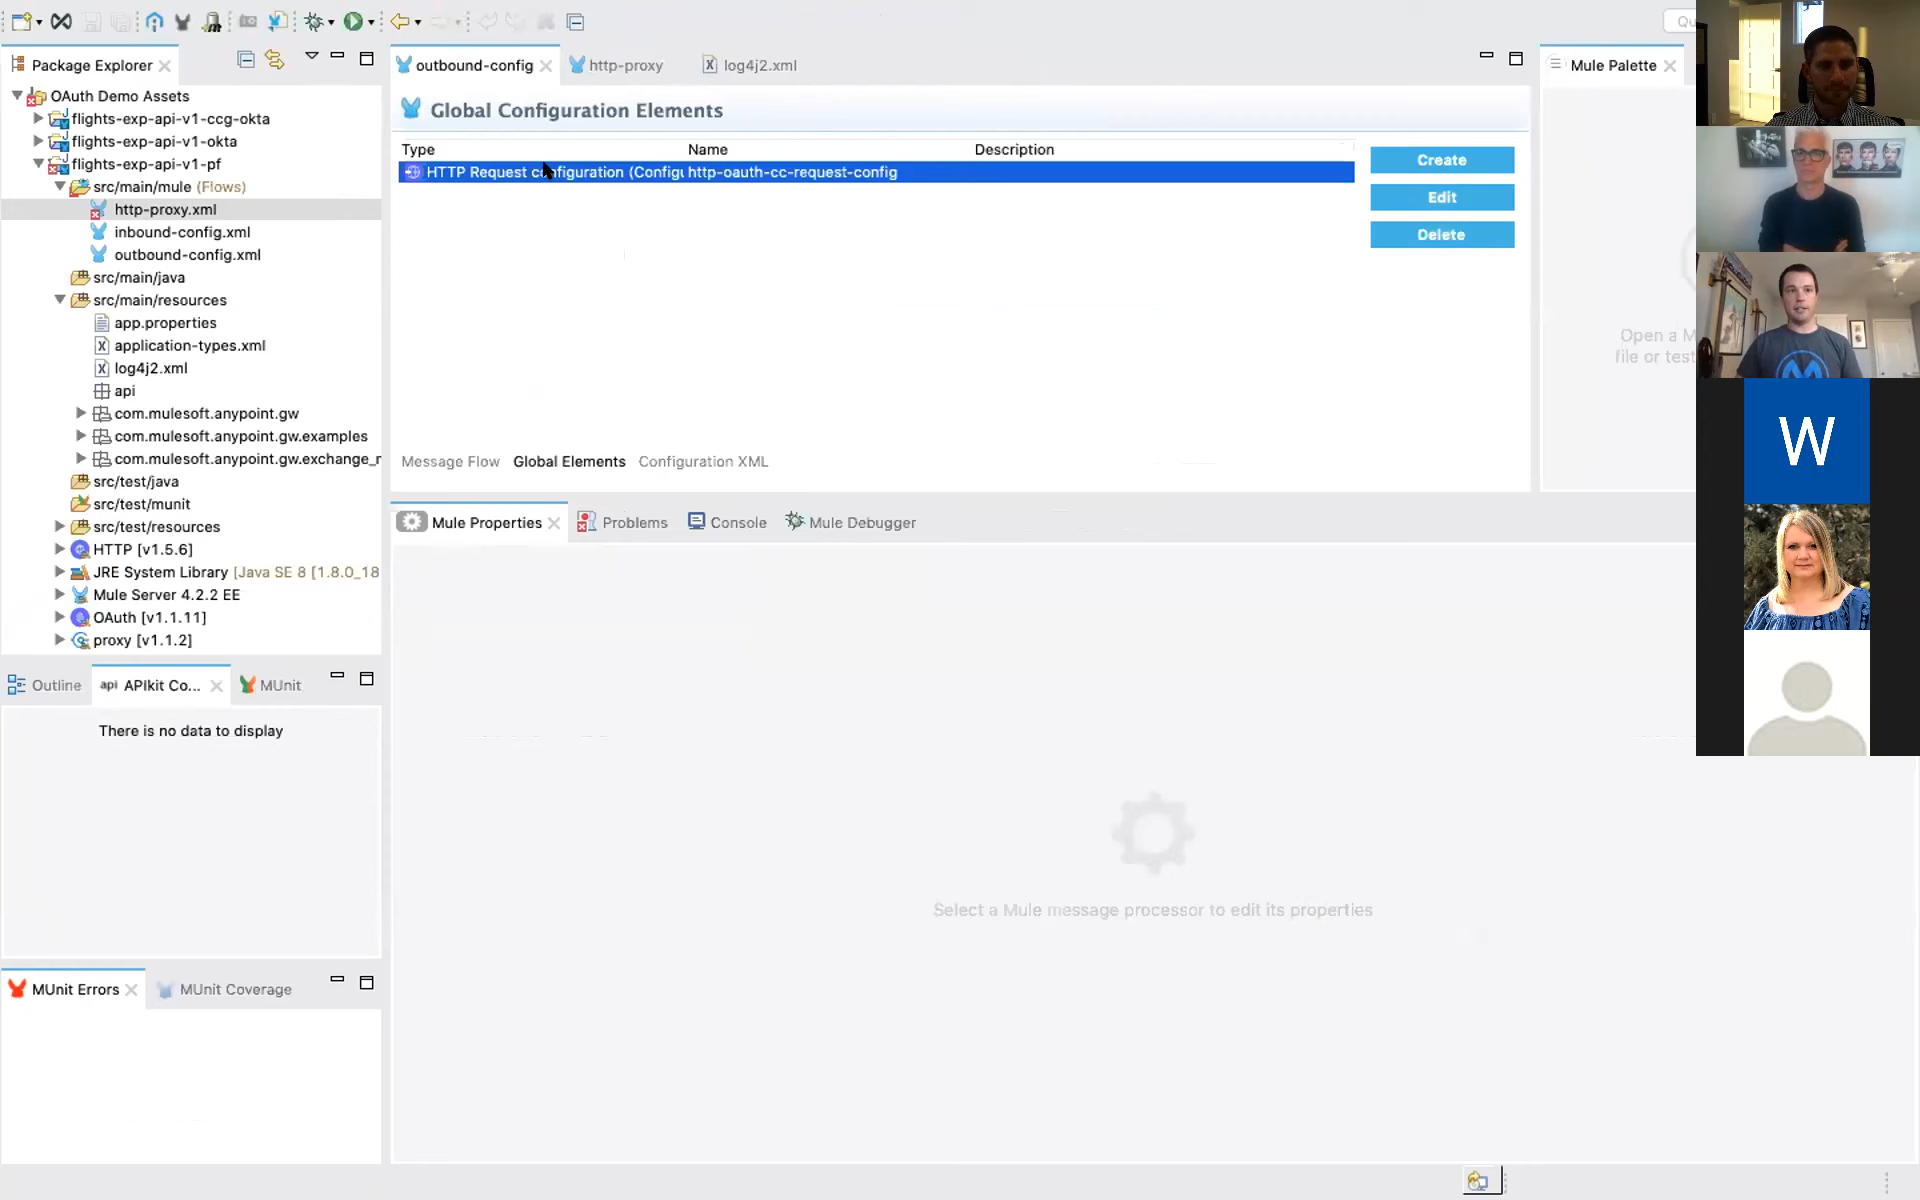 Qu
Package Explorer
outbound-config
http-proxy
log4j2.xml
Mule Palette
OAuth Demo Assets
flights-exp-api-v1-ccg-okta
flights-exp-api-v1-okta
flights-exp-api-v1-pf
src/main/mule (Flows)
http-proxy.xml
inbound-config.xml
outbound-config.xml
src/main/java
src/main/resources
app.properties
application-types.xml
log4j2.xml
api
com.mulesoft.anypoint.gw
com.mulesoft.anypoint.gw.examples
com.mulesoft.anypoint.gw.exchange_r
src/test/java
src/test/munit
src/test/resources
HTTP [v1.5.6]
JRE System Library [Java SE 8 [1.8.0_18
Mule Server 4.2.2 EE
OAuth [v1.1.11]
proxy [v1.1.2]
Global Configuration Elements
Type Name Description
HTTP Request configuration (Configu http-oauth-cc-request-config
Create
Edit
Delete
Message Flow Global Elements Configuration XML
Open a M
file or test
W
Mule Properties
Problems
Console
Mule Debugger
Select a Mule message processor to edit its properties
Outline
api APIkit Co...
MUnit
There is no data to display
MUnit Errors
MUnit Coverage